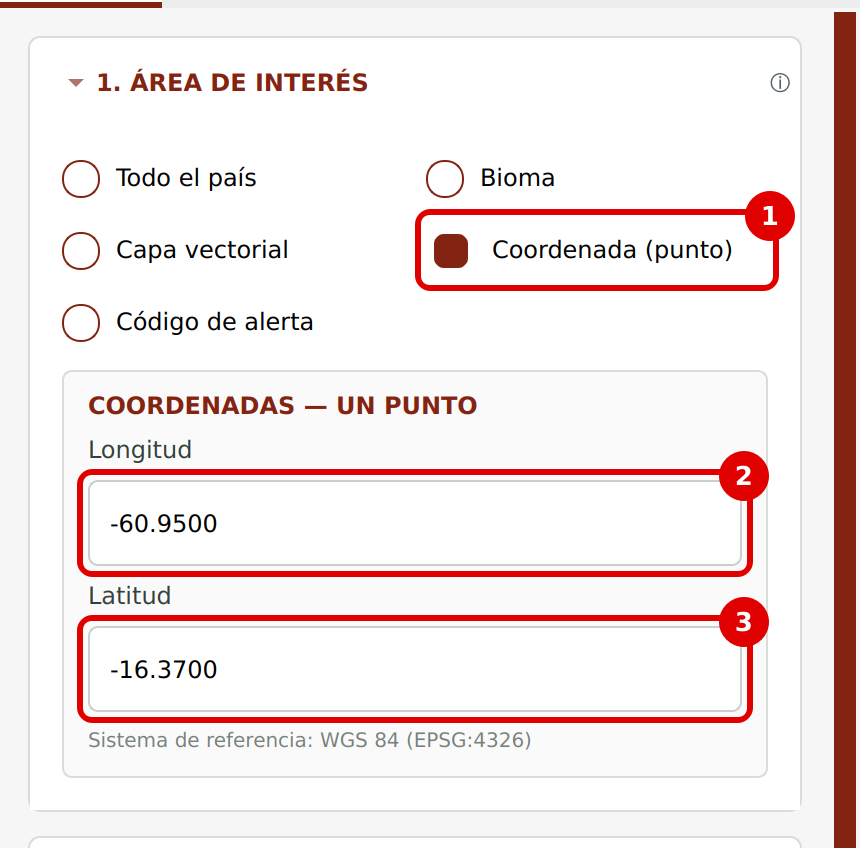 1. ÁREA DE INTERÉS ⓘ
Todo el país Bioma
1
Capa vectorial Coordenada (punto)
Código de alerta
COORDENADAS — UN PUNTO
Longitud
2
-60.9500
Latitud
3
-16.3700
Sistema de referencia: WGS 84 (EPSG:4326)